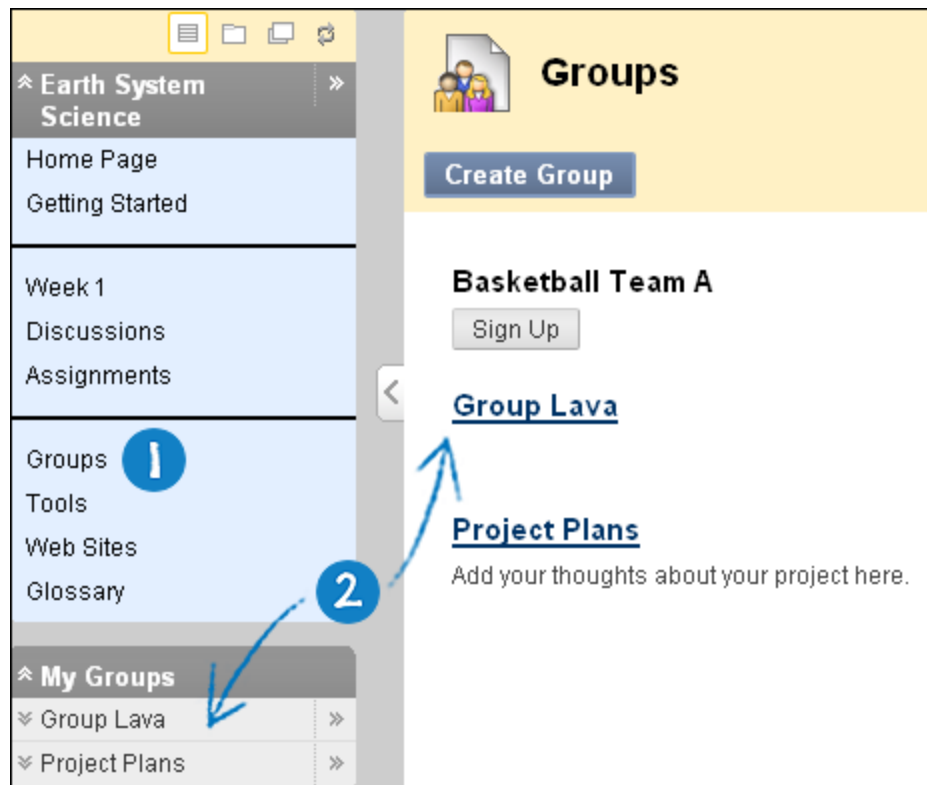 Earth System
Science
Home Page
Getting Started
Week 1
Discussions
Assignments
Groups
1
Tools
Web Sites
Glossary
2
My Groups
Group Lava
Project Plans
Groups
Create Group
Basketball Team A
Sign Up
Group Lava
Project Plans
Add your thoughts about your project here.